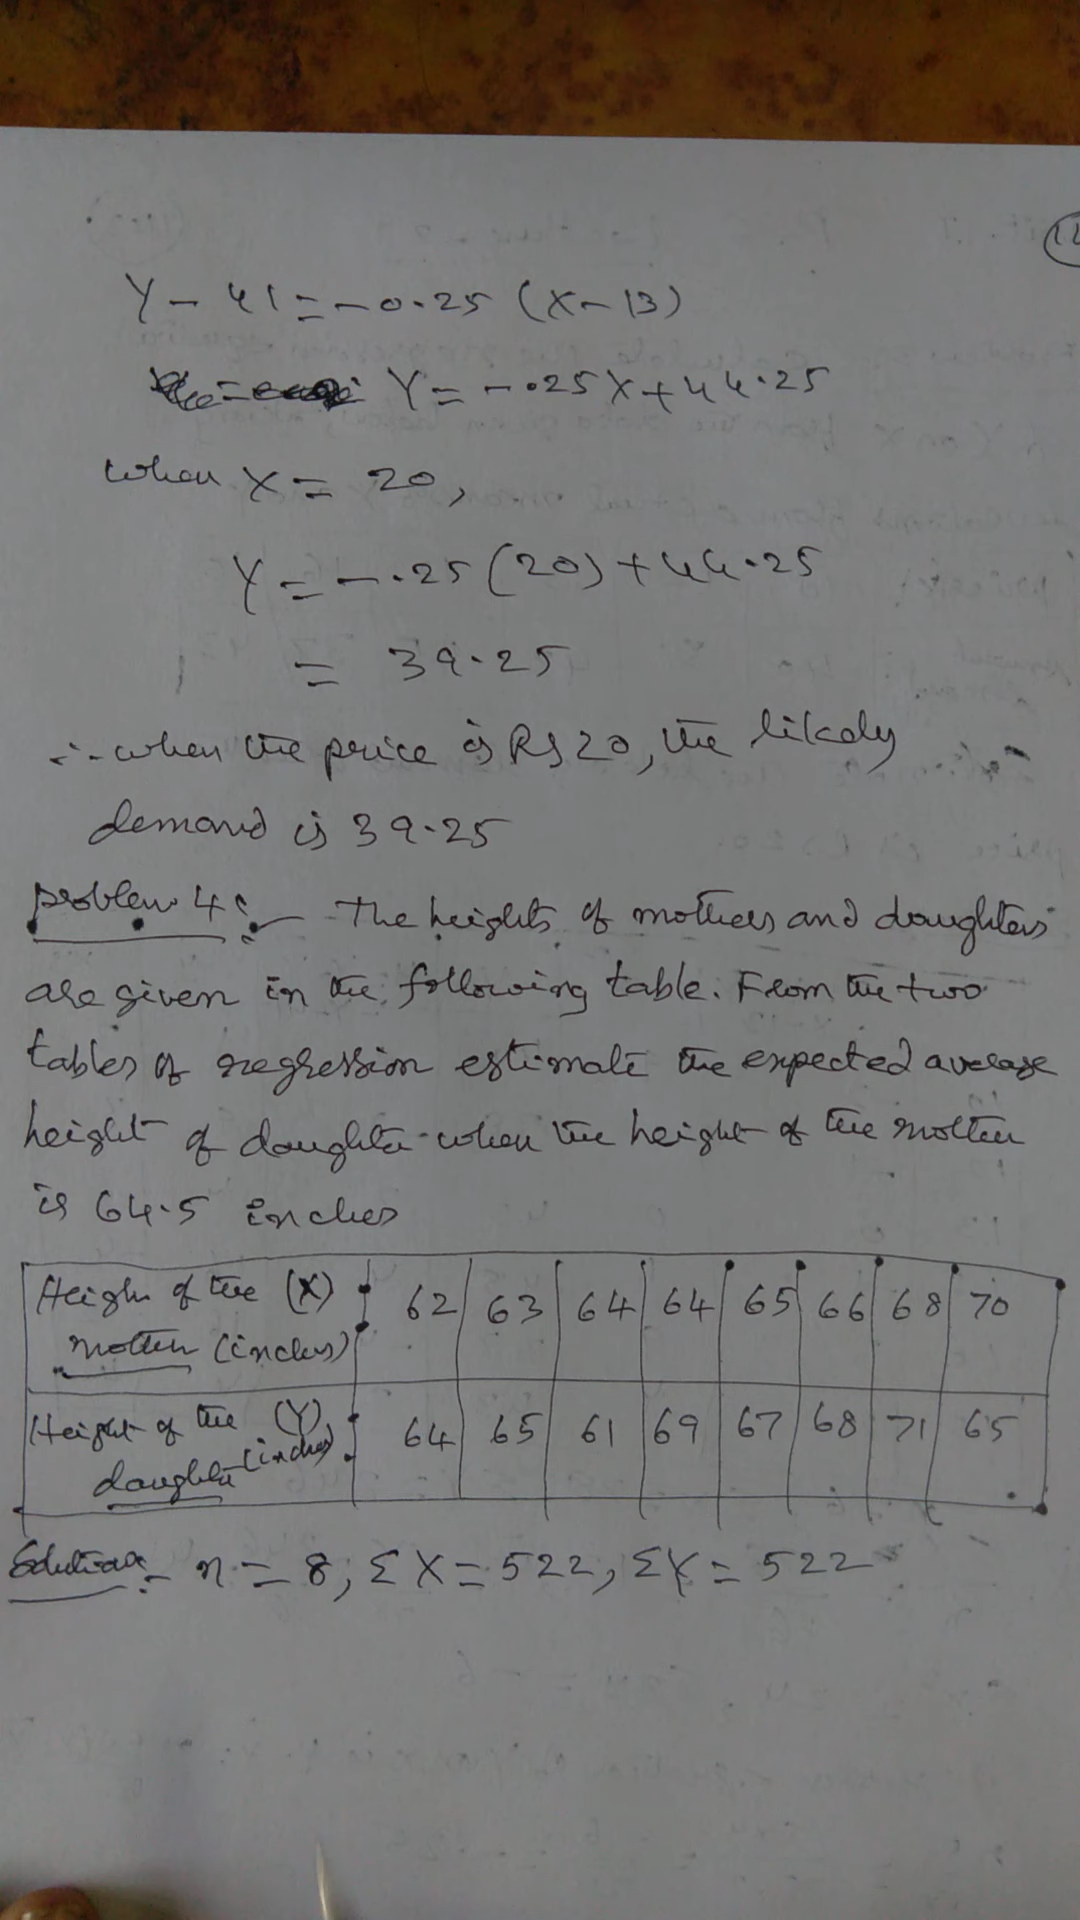 Y - 41 = -0.25 (X - 13)
Y = -.25X + 44.25
when X = 20,
Y = -.25 (20) + 44.25
= 39.25
∴ when the price is Rs 20, the likely
demand is 39.25
Problem 4:- The heights of mothers and daughters
are given in the following table. From the two
tables of regression estimate the expected average
height of daughter when the height of the mother
is 64.5 inches
Height of the (X)
mother (inches)
62 63 64 64 65 66 68 70
Height of the (Y)
daughter (inches)
64 65 61 69 67 68 71 65
Solution:- n = 8, ΣX = 522, ΣY = 522